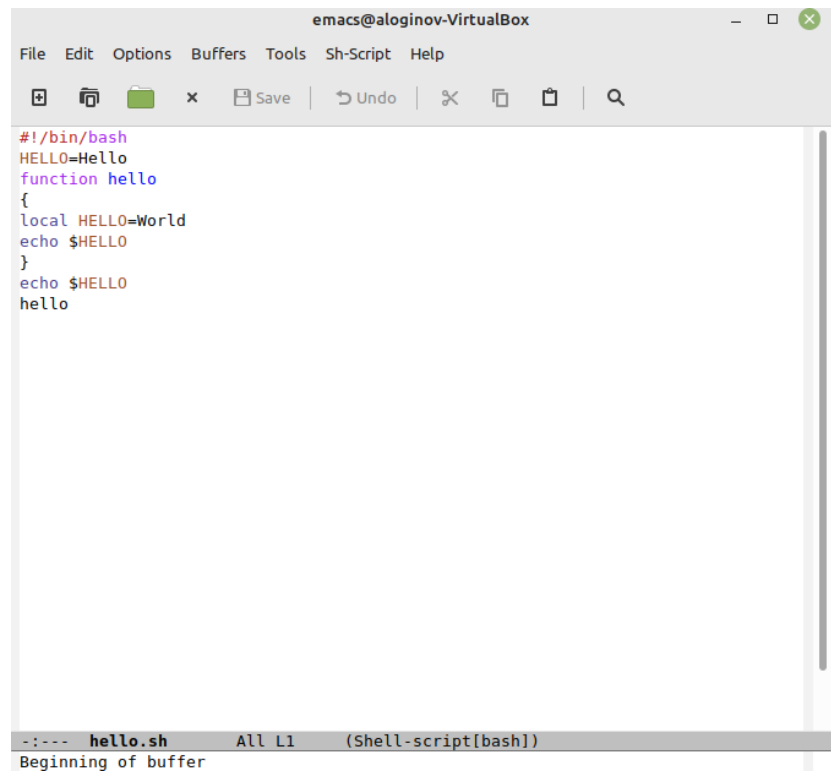 emacs@aloginov-VirtualBox
File Edit Options Buffers Tools Sh-Script Help
Save Undo
#!/bin/bash
HELLO=Hello
function hello
{
local HELLO=World
echo $HELLO
}
echo $HELLO
hello
-:--- hello.sh All L1 (Shell-script[bash])
Beginning of buffer